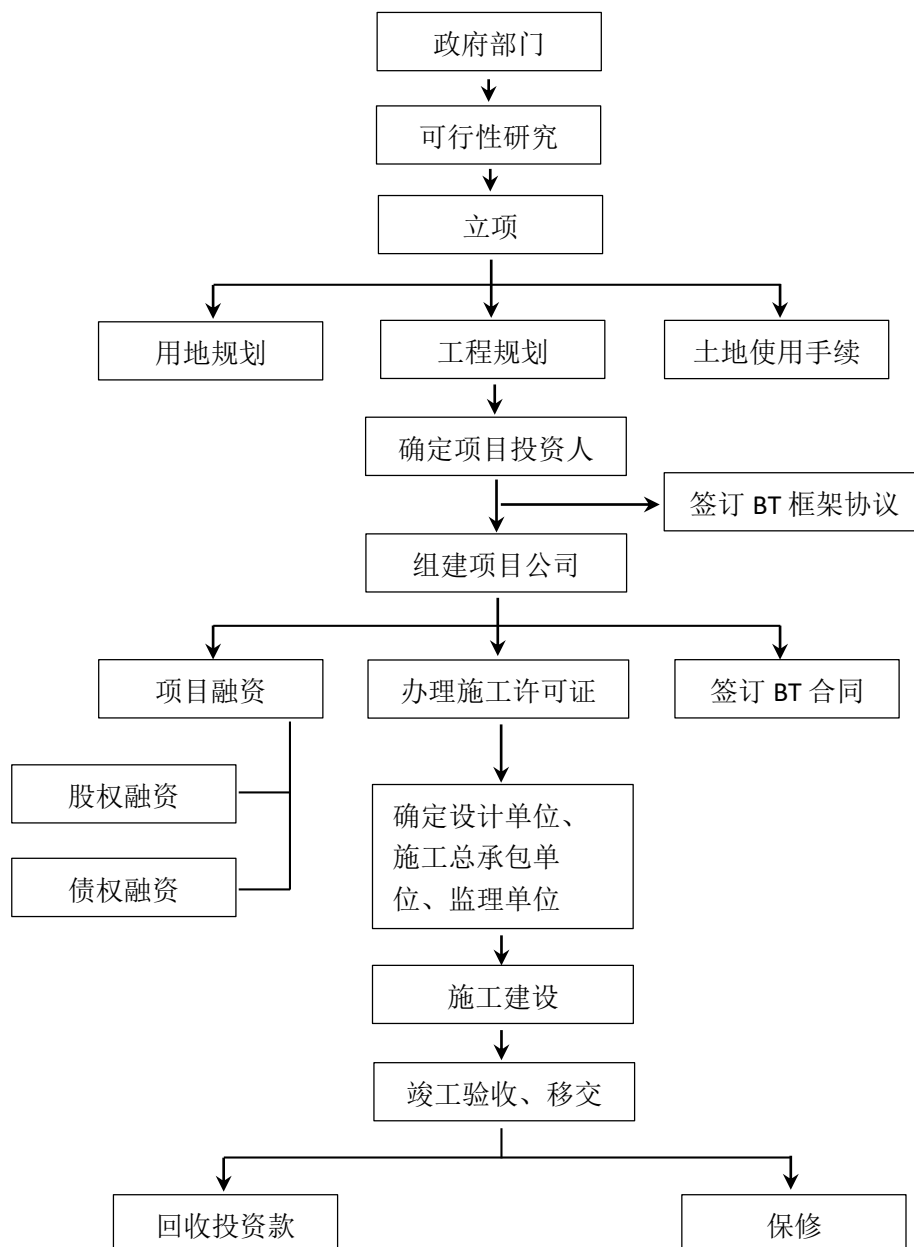 政府部门
可行性研究
立项
用地规划
工程规划
土地使用手续
确定项目投资人
签订 BT 框架协议
组建项目公司
项目融资
办理施工许可证
签订 BT 合同
股权融资
确定设计单位、
施工总承包单
位、监理单位
债权融资
施工建设
竣工验收、移交
回收投资款
保修